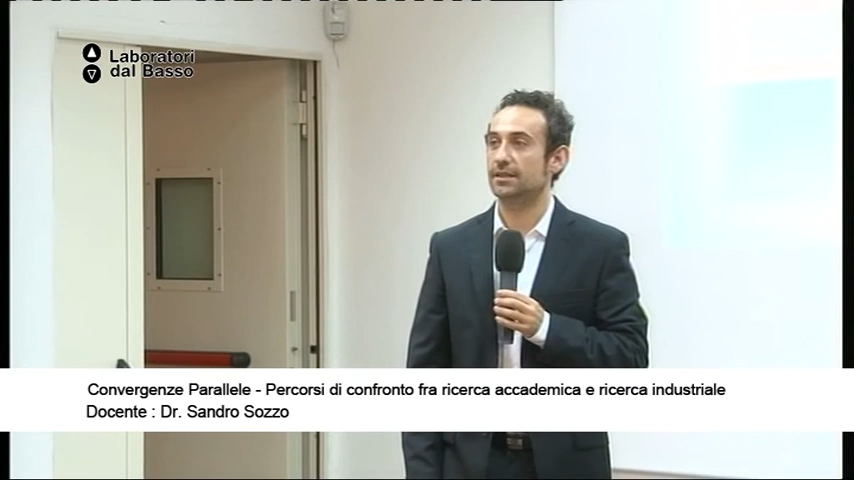 Laboratori
dal Basso
Convergenze Parallele - Percorsi di confronto fra ricerca accademica e ricerca industriale
Docente : Dr. Sandro Sozzo